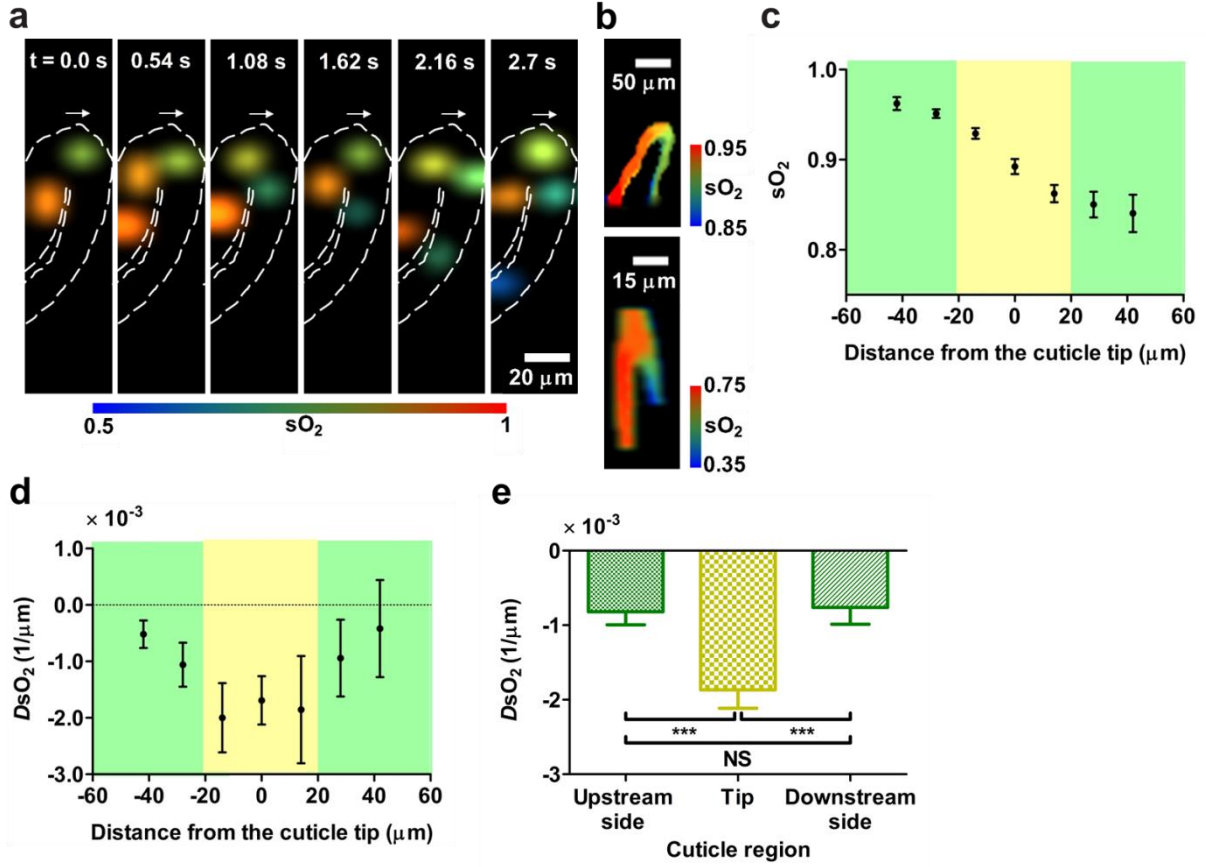 a
t = 0.0 s 0.54 s 1.08 s 1.62 s 2.16 s 2.7 s
20 μm
0.5 sO₂ 1
b
50 μm
0.95
sO₂
0.85
15 μm
0.75
sO₂
0.35
c
1.0
0.9
0.8
sO₂
-60 -40 -20 0 20 40 60
Distance from the cuticle tip (μm)
d
× 10⁻³
1.0
0.0
-1.0
-2.0
-3.0
DsO₂ (1/μm)
-60 -40 -20 0 20 40 60
Distance from the cuticle tip (μm)
e
× 10⁻³
0
-1
-2
-3
DsO₂ (1/μm)
*** ***
NS
Upstream Tip Downstream
side side
Cuticle region